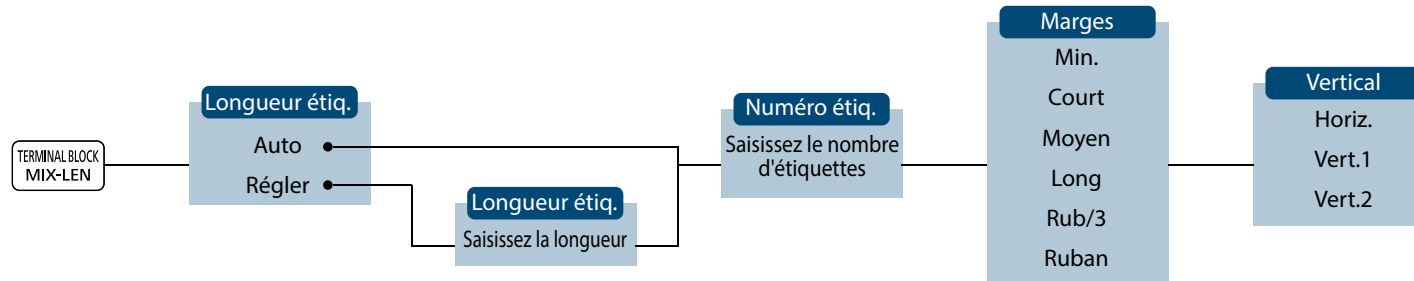 TERMINAL BLOCK
MIX-LEN
Longueur étiq.
Auto
Régler
Longueur étiq.
Saisissez la longueur
Numéro étiq.
Saisissez le nombre
d'étiquettes
Marges
Min.
Court
Moyen
Long
Rub/3
Ruban
Vertical
Horiz.
Vert.1
Vert.2